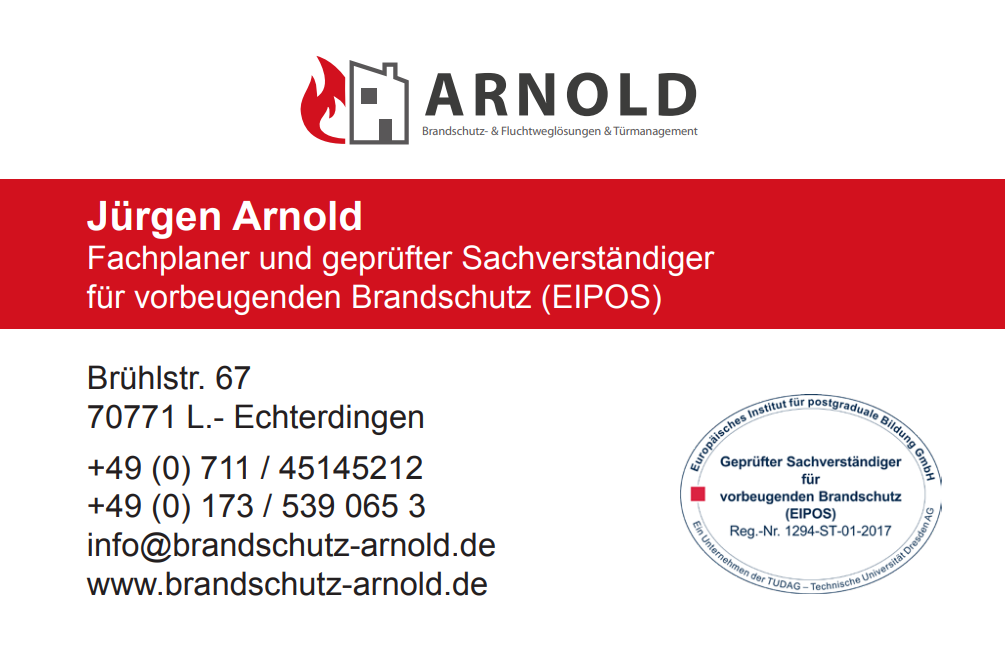 ARNOLD
Brandschutz- & Fluchtweglösungen & Türmanagement
Jürgen Arnold
Fachplaner und geprüfter Sachverständiger
für vorbeugenden Brandschutz (EIPOS)
Brühlstr. 67
70771 L.- Echterdingen
+49 (0) 711 / 45145212
+49 (0) 173 / 539 065 3
info@brandschutz-arnold.de
www.brandschutz-arnold.de
Europäisches Institut für postgraduale Bildung GmbH
Geprüfter Sachverständiger
für
vorbeugenden Brandschutz
(EIPOS)
Reg.-Nr. 1294-ST-01-2017
Ein Unternehmen der TUDAG – Technische Universität Dresden AG